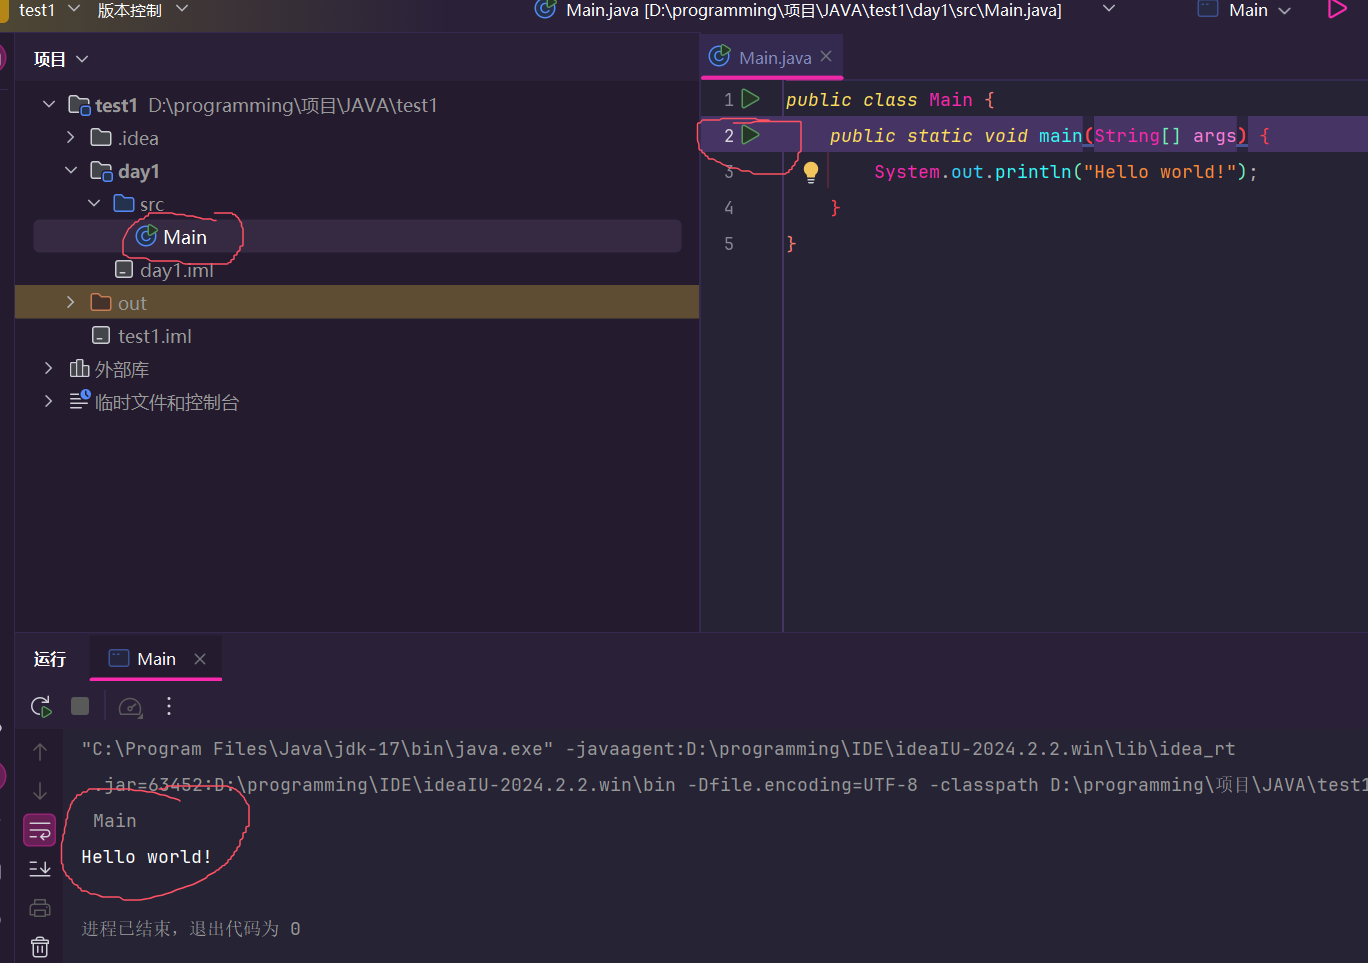 test1 版本控制 Main.java [D:\programming\项目\JAVA\test1\day1\src\Main.java] Main
项目
test1 D:\programming\项目\JAVA\test1
.idea
day1
src
Main
day1.iml
out
test1.iml
外部库
临时文件和控制台
Main.java
1 public class Main {
2 public static void main(String[] args) {
3 System.out.println("Hello world!");
4 }
5 }
运行 Main
"C:\Program Files\Java\jdk-17\bin\java.exe" -javaagent:D:\programming\IDE\ideaIU-2024.2.2.win\lib\idea_rt
.jar=63452:D:\programming\IDE\ideaIU-2024.2.2.win\bin -Dfile.encoding=UTF-8 -classpath D:\programming\项目\JAVA\test1
Main
Hello world!
进程已结束，退出代码为 0